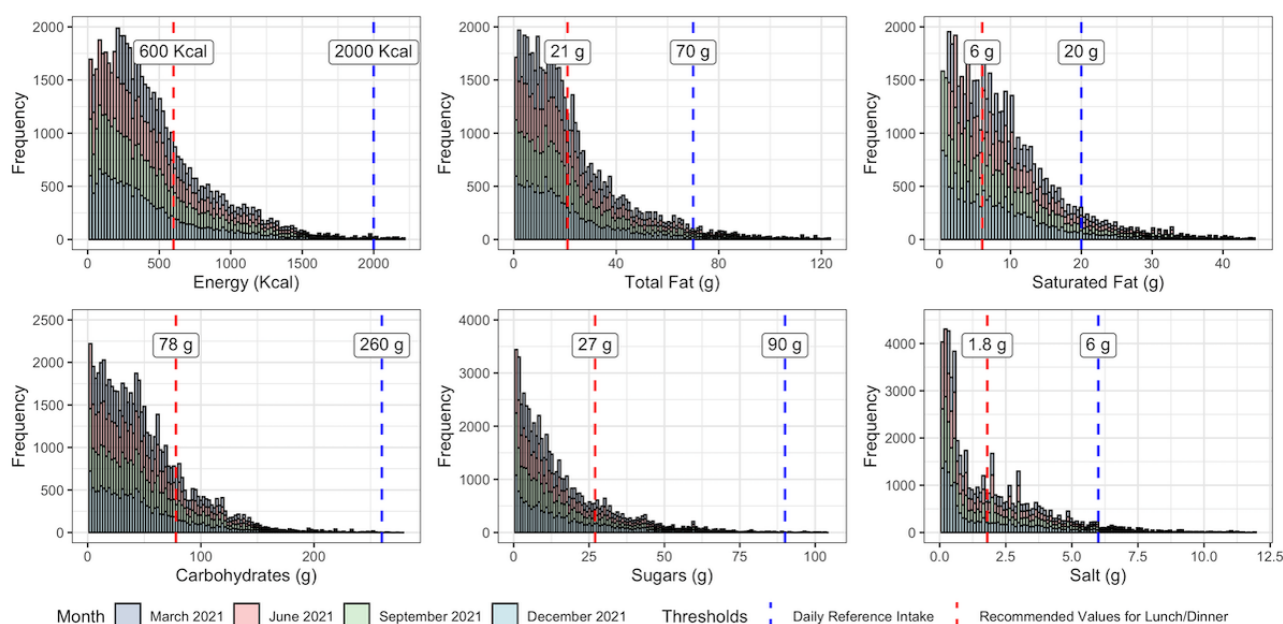 2000
1500
1000
500
0
Frequency
600 Kcal
2000 Kcal
0
500
1000
1500
2000
Energy (Kcal)
2000
1500
1000
500
0
Frequency
21 g
70 g
0
40
80
120
Total Fat (g)
2000
1500
1000
500
0
Frequency
6 g
20 g
0
10
20
30
40
Saturated Fat (g)
2500
2000
1500
1000
500
0
Frequency
78 g
260 g
0
100
200
Carbohydrates (g)
4000
3000
2000
1000
0
Frequency
27 g
90 g
0
25
50
75
100
Sugars (g)
4000
3000
2000
1000
0
Frequency
1.8 g
6 g
0.0
2.5
5.0
7.5
10.0
12.5
Salt (g)
Month
March 2021
June 2021
September 2021
December 2021
Thresholds
Daily Reference Intake
Recommended Values for Lunch/Dinner